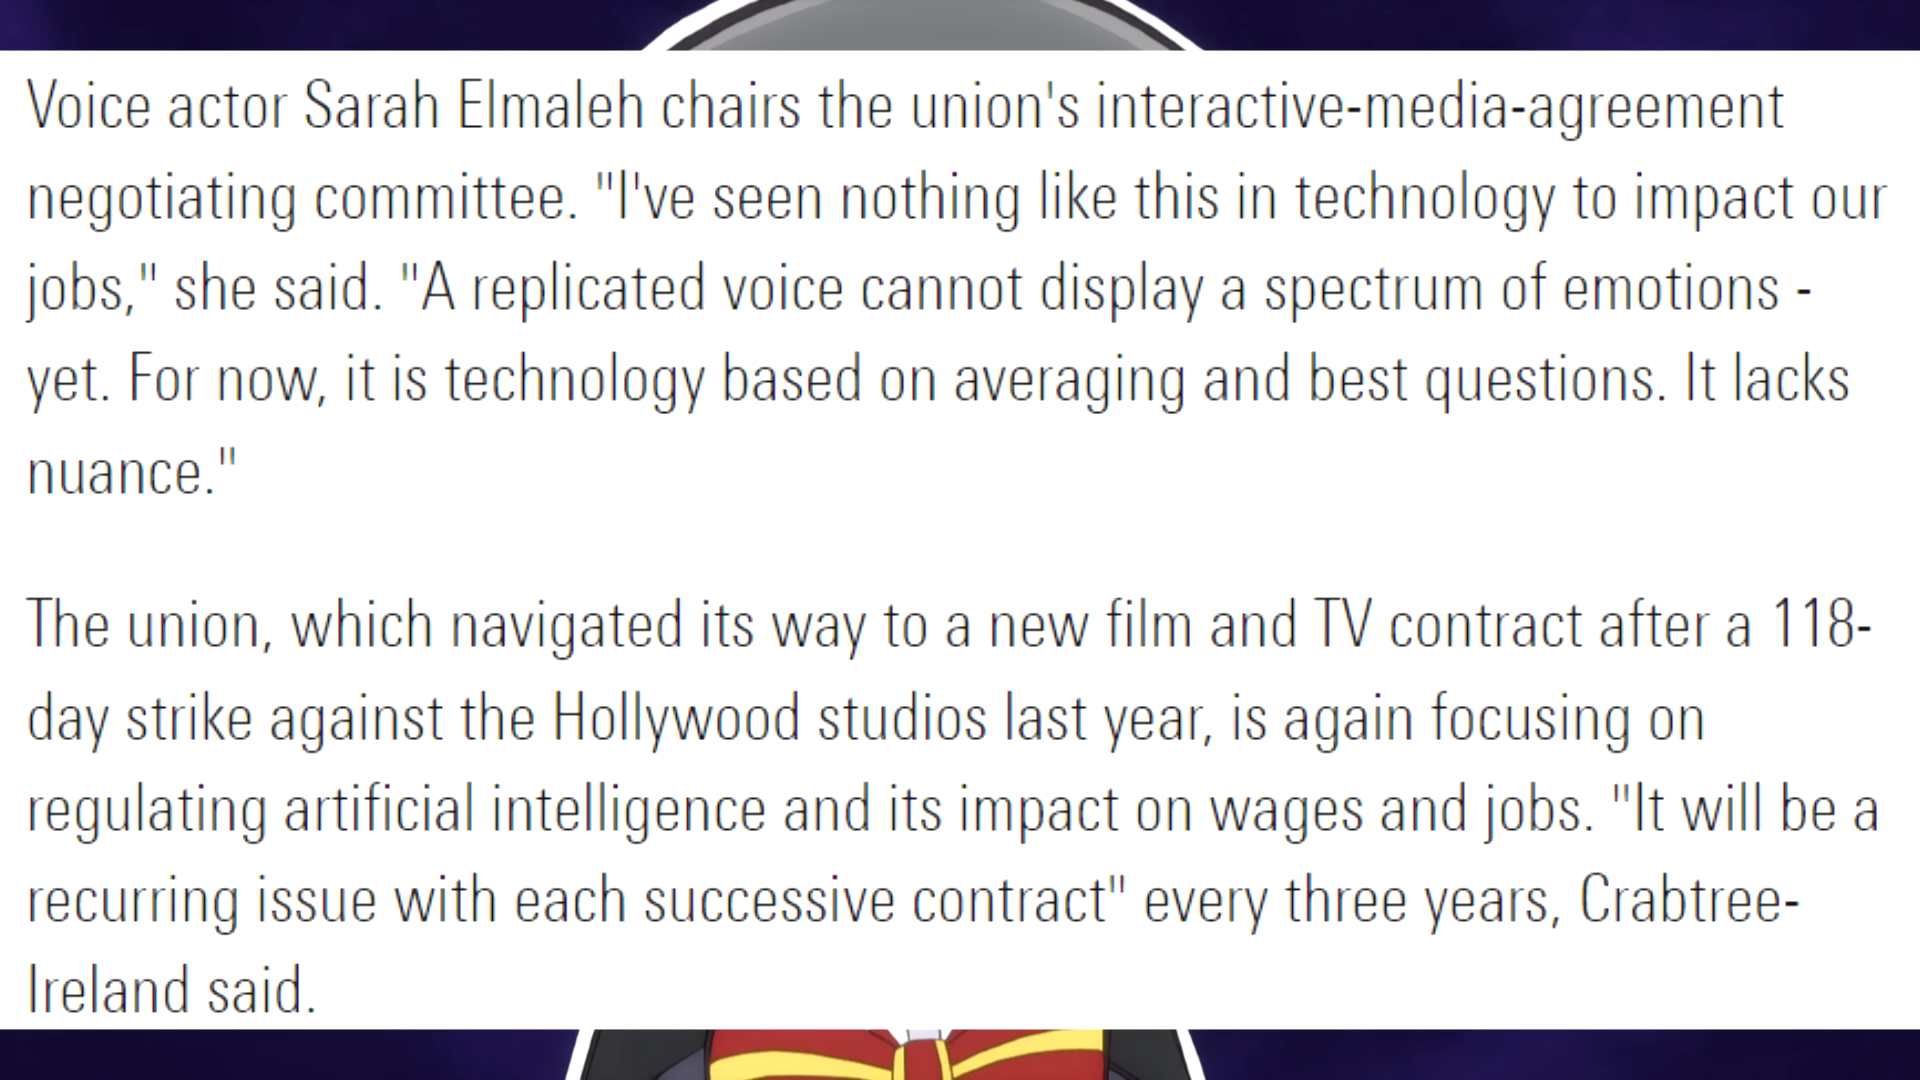 Voice actor Sarah Elmaleh chairs the union's interactive-media-agreement
negotiating committee. "I've seen nothing like this in technology to impact our
jobs," she said. "A replicated voice cannot display a spectrum of emotions -
yet. For now, it is technology based on averaging and best questions. It lacks
nuance."
The union, which navigated its way to a new film and TV contract after a 118-
day strike against the Hollywood studios last year, is again focusing on
regulating artificial intelligence and its impact on wages and jobs. "It will be a
recurring issue with each successive contract" every three years, Crabtree-
Ireland said.